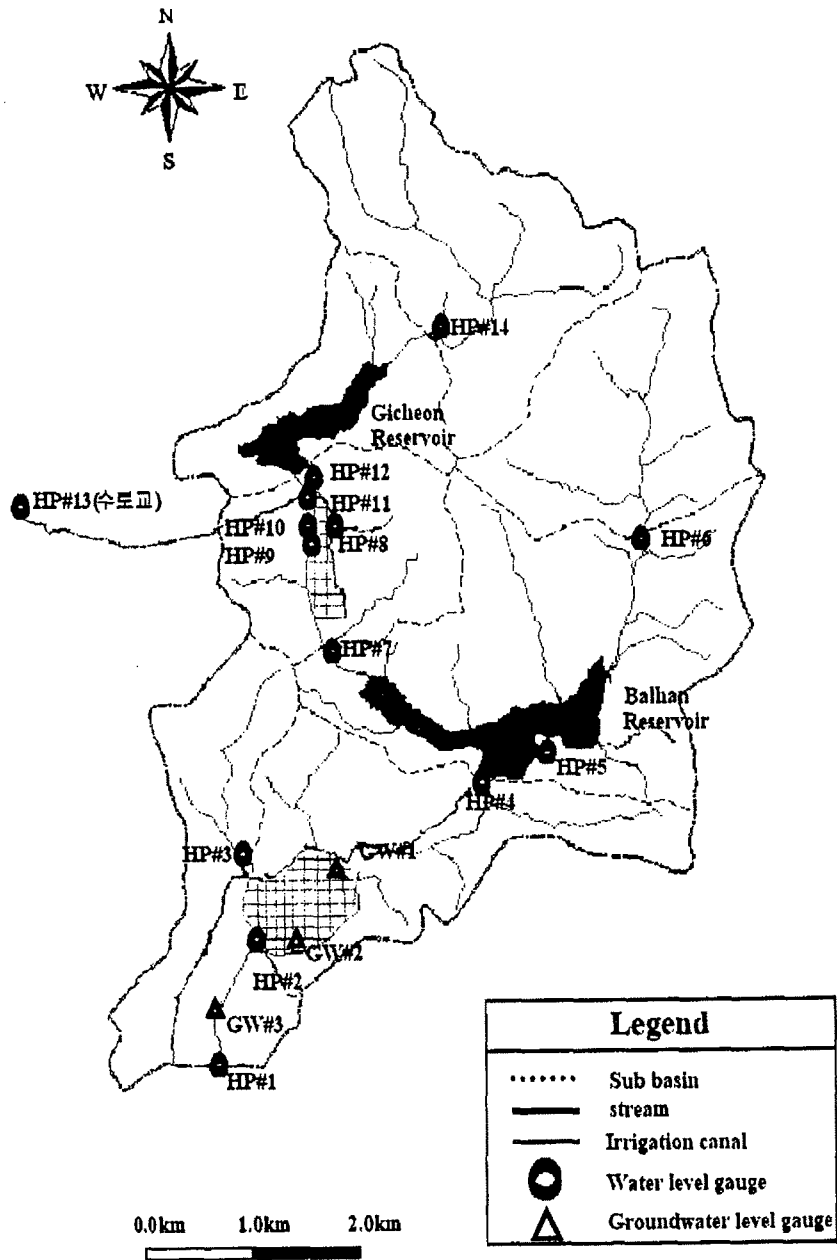 N
W
E
S
HP#14
Gicheon
Reservoir
HP#12
HP#13(수로교)
HP#11
HP#10
HP#9
HP#8
HP#6
HP#7
Balhan
Reservoir
HP#5
HP#4
HP#3
GW#1
GW#2
HP#2
GW#3
HP#1
Legend
Sub basin
stream
Irrigation canal
Water level gauge
Groundwater level gauge
0.0km 1.0km 2.0km